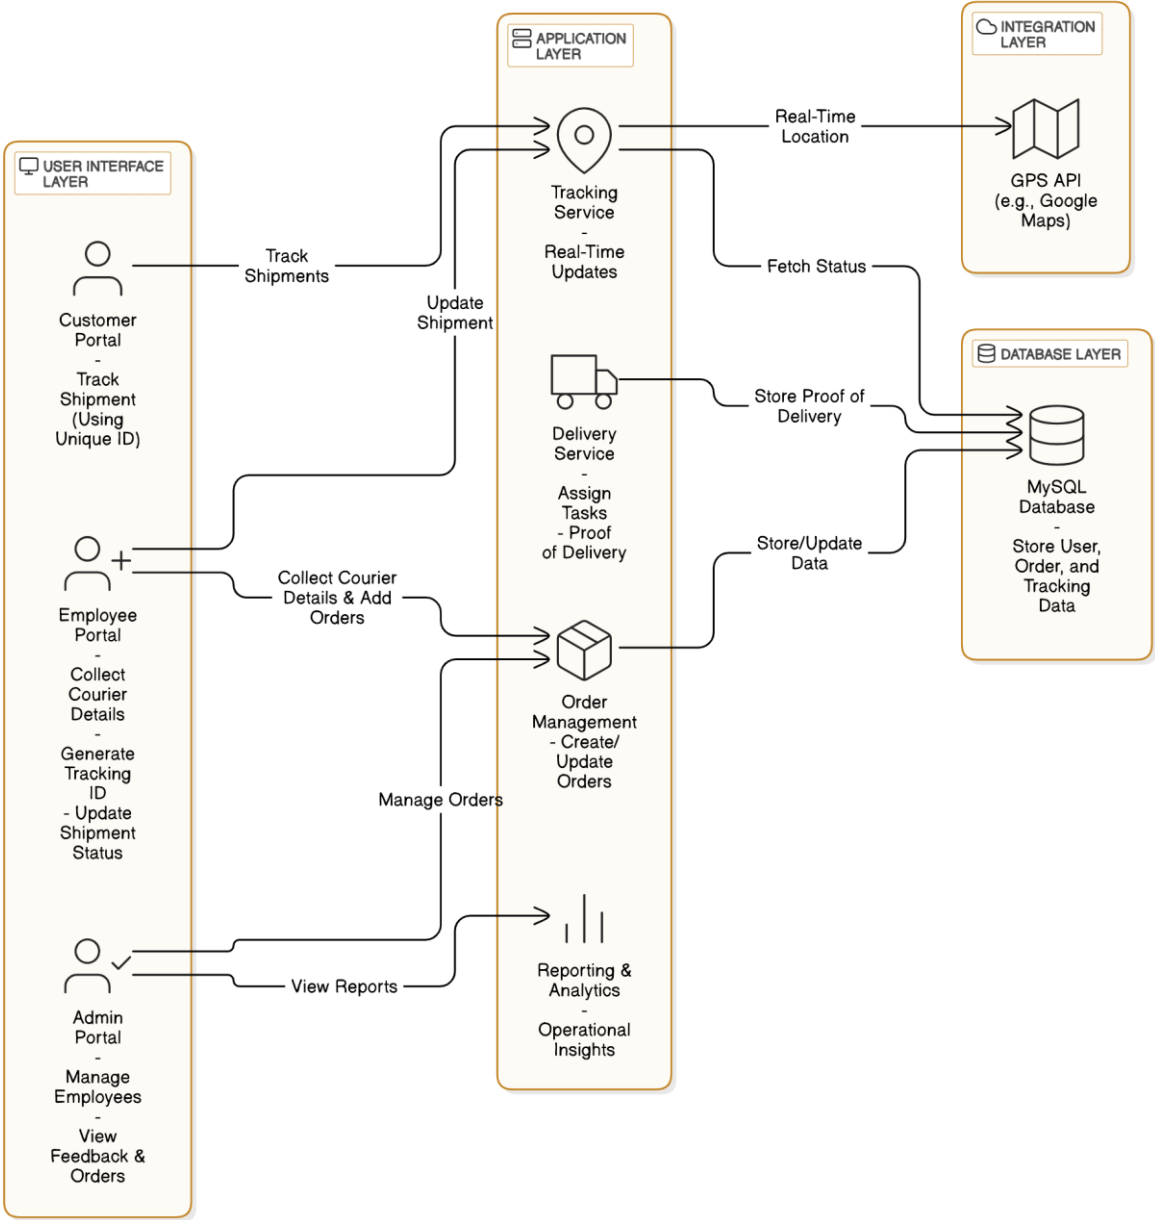 USER INTERFACE
LAYER
Customer
Portal
-
Track
Shipment
(Using
Unique ID)
Employee
Portal
-
Collect
Courier
Details
-
Generate
Tracking
ID
- Update
Shipment
Status
Admin
Portal
-
Manage
Employees
-
View
Feedback &
Orders
Track
Shipments
Update
Shipment
Collect Courier
Details & Add
Orders
Manage Orders
View Reports
APPLICATION
LAYER
Tracking
Service
-
Real-Time
Updates
Delivery
Service
-
Assign
Tasks
- Proof
of Delivery
Order
Management
- Create/
Update
Orders
Reporting &
Analytics
-
Operational
Insights
Real-Time
Location
Fetch Status
Store Proof of
Delivery
Store/Update
Data
INTEGRATION
LAYER
GPS API
(e.g., Google
Maps)
DATABASE LAYER
MySQL
Database
-
Store User,
Order, and
Tracking
Data